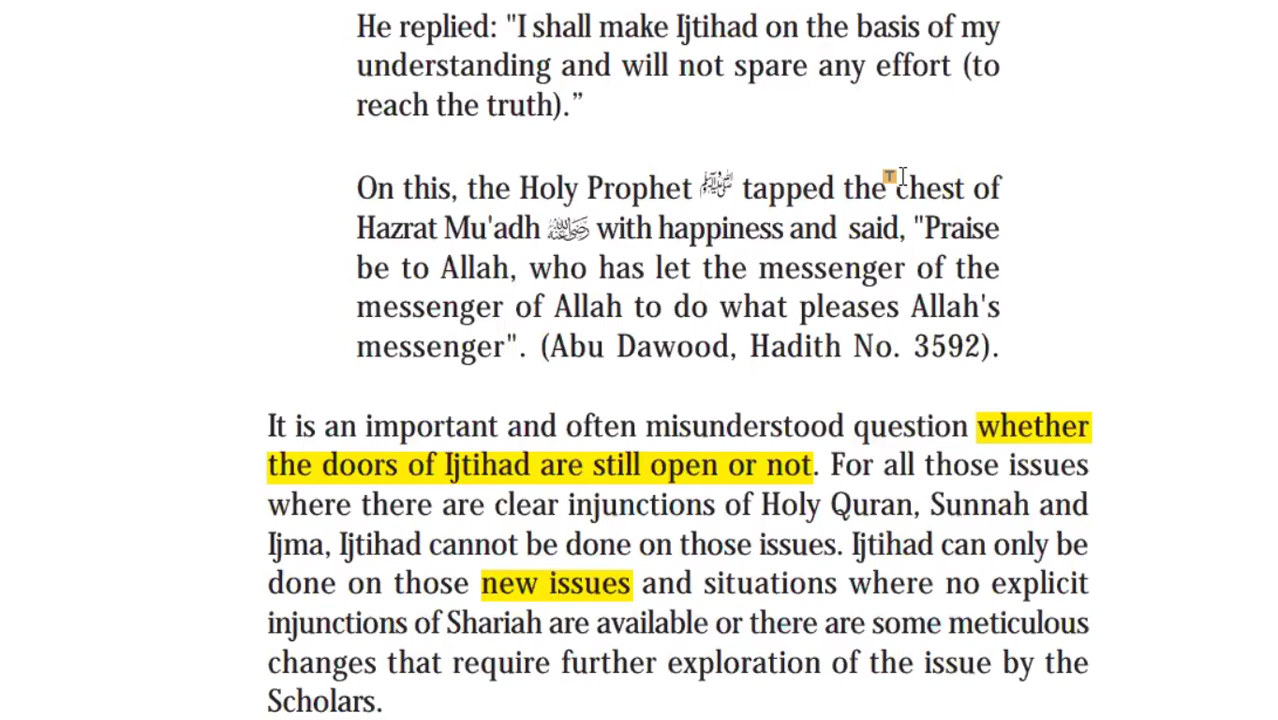 He replied: "I shall make Ijtihad on the basis of my
understanding and will not spare any effort (to
reach the truth).”
On this, the Holy Prophet ﷺ tapped the chest of
Hazrat Mu'adh رضي الله عنه with happiness and said, "Praise
be to Allah, who has let the messenger of the
messenger of Allah to do what pleases Allah's
messenger". (Abu Dawood, Hadith No. 3592).
It is an important and often misunderstood question whether
the doors of Ijtihad are still open or not. For all those issues
where there are clear injunctions of Holy Quran, Sunnah and
Ijma, Ijtihad cannot be done on those issues. Ijtihad can only be
done on those new issues and situations where no explicit
injunctions of Shariah are available or there are some meticulous
changes that require further exploration of the issue by the
Scholars.